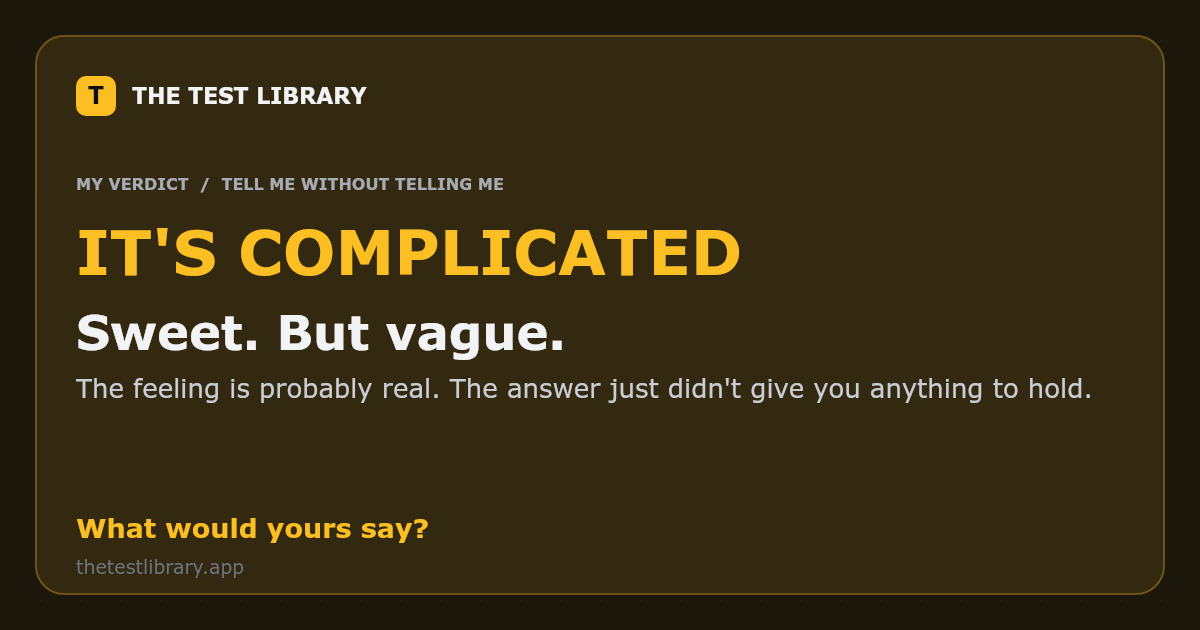 T THE TEST LIBRARY
MY VERDICT / TELL ME WITHOUT TELLING ME
IT'S COMPLICATED
Sweet. But vague.
The feeling is probably real. The answer just didn't give you anything to hold.
What would yours say?
thetestlibrary.app